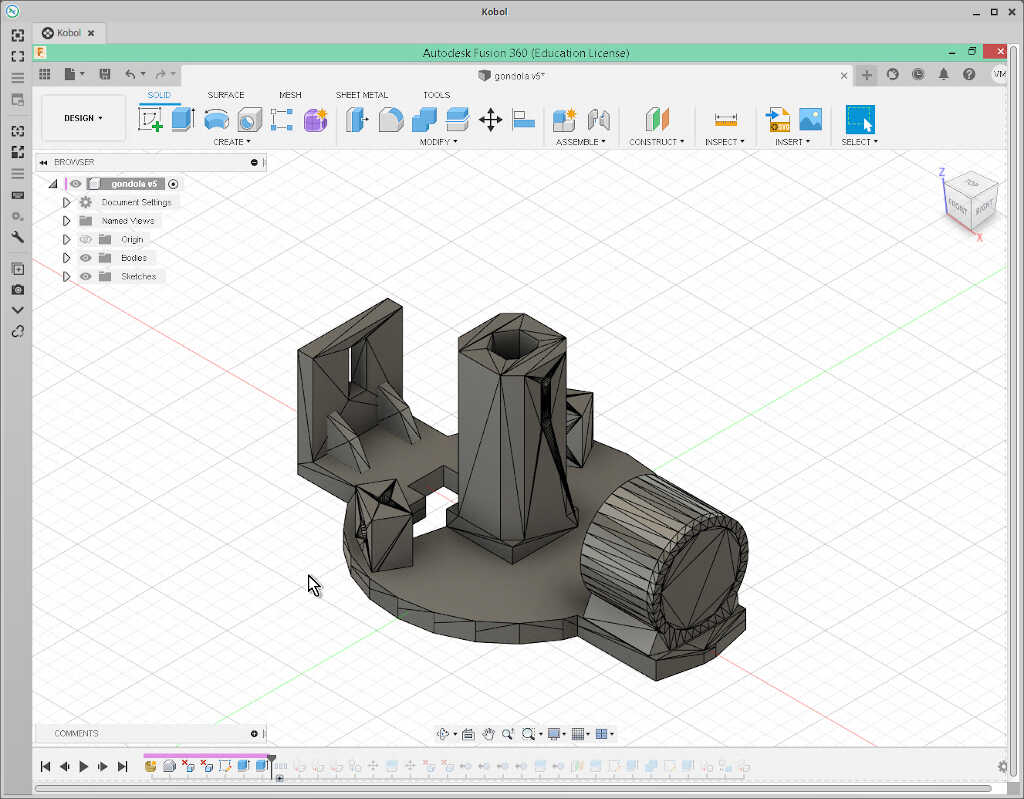 Kobol
Kobol
Autodesk Fusion 360 (Education License)
gondola v5*
VM
SOLID
SURFACE
MESH
SHEET METAL
TOOLS
DESIGN
CREATE
MODIFY
ASSEMBLE
CONSTRUCT
INSPECT
INSERT
SELECT
BROWSER
gondola v5
Document Settings
Named Views
Origin
Bodies
Sketches
Z
TOP
FRONT
RIGHT
X
COMMENTS